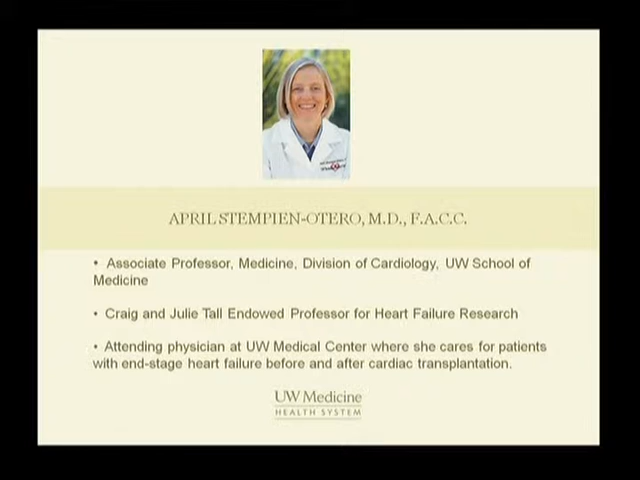 APRIL STEMPIEN-OTERO, M.D., F.A.C.C.
• Associate Professor, Medicine, Division of Cardiology, UW School of
Medicine
• Craig and Julie Tall Endowed Professor for Heart Failure Research
• Attending physician at UW Medical Center where she cares for patients
with end-stage heart failure before and after cardiac transplantation.
UW Medicine
HEALTH SYSTEM